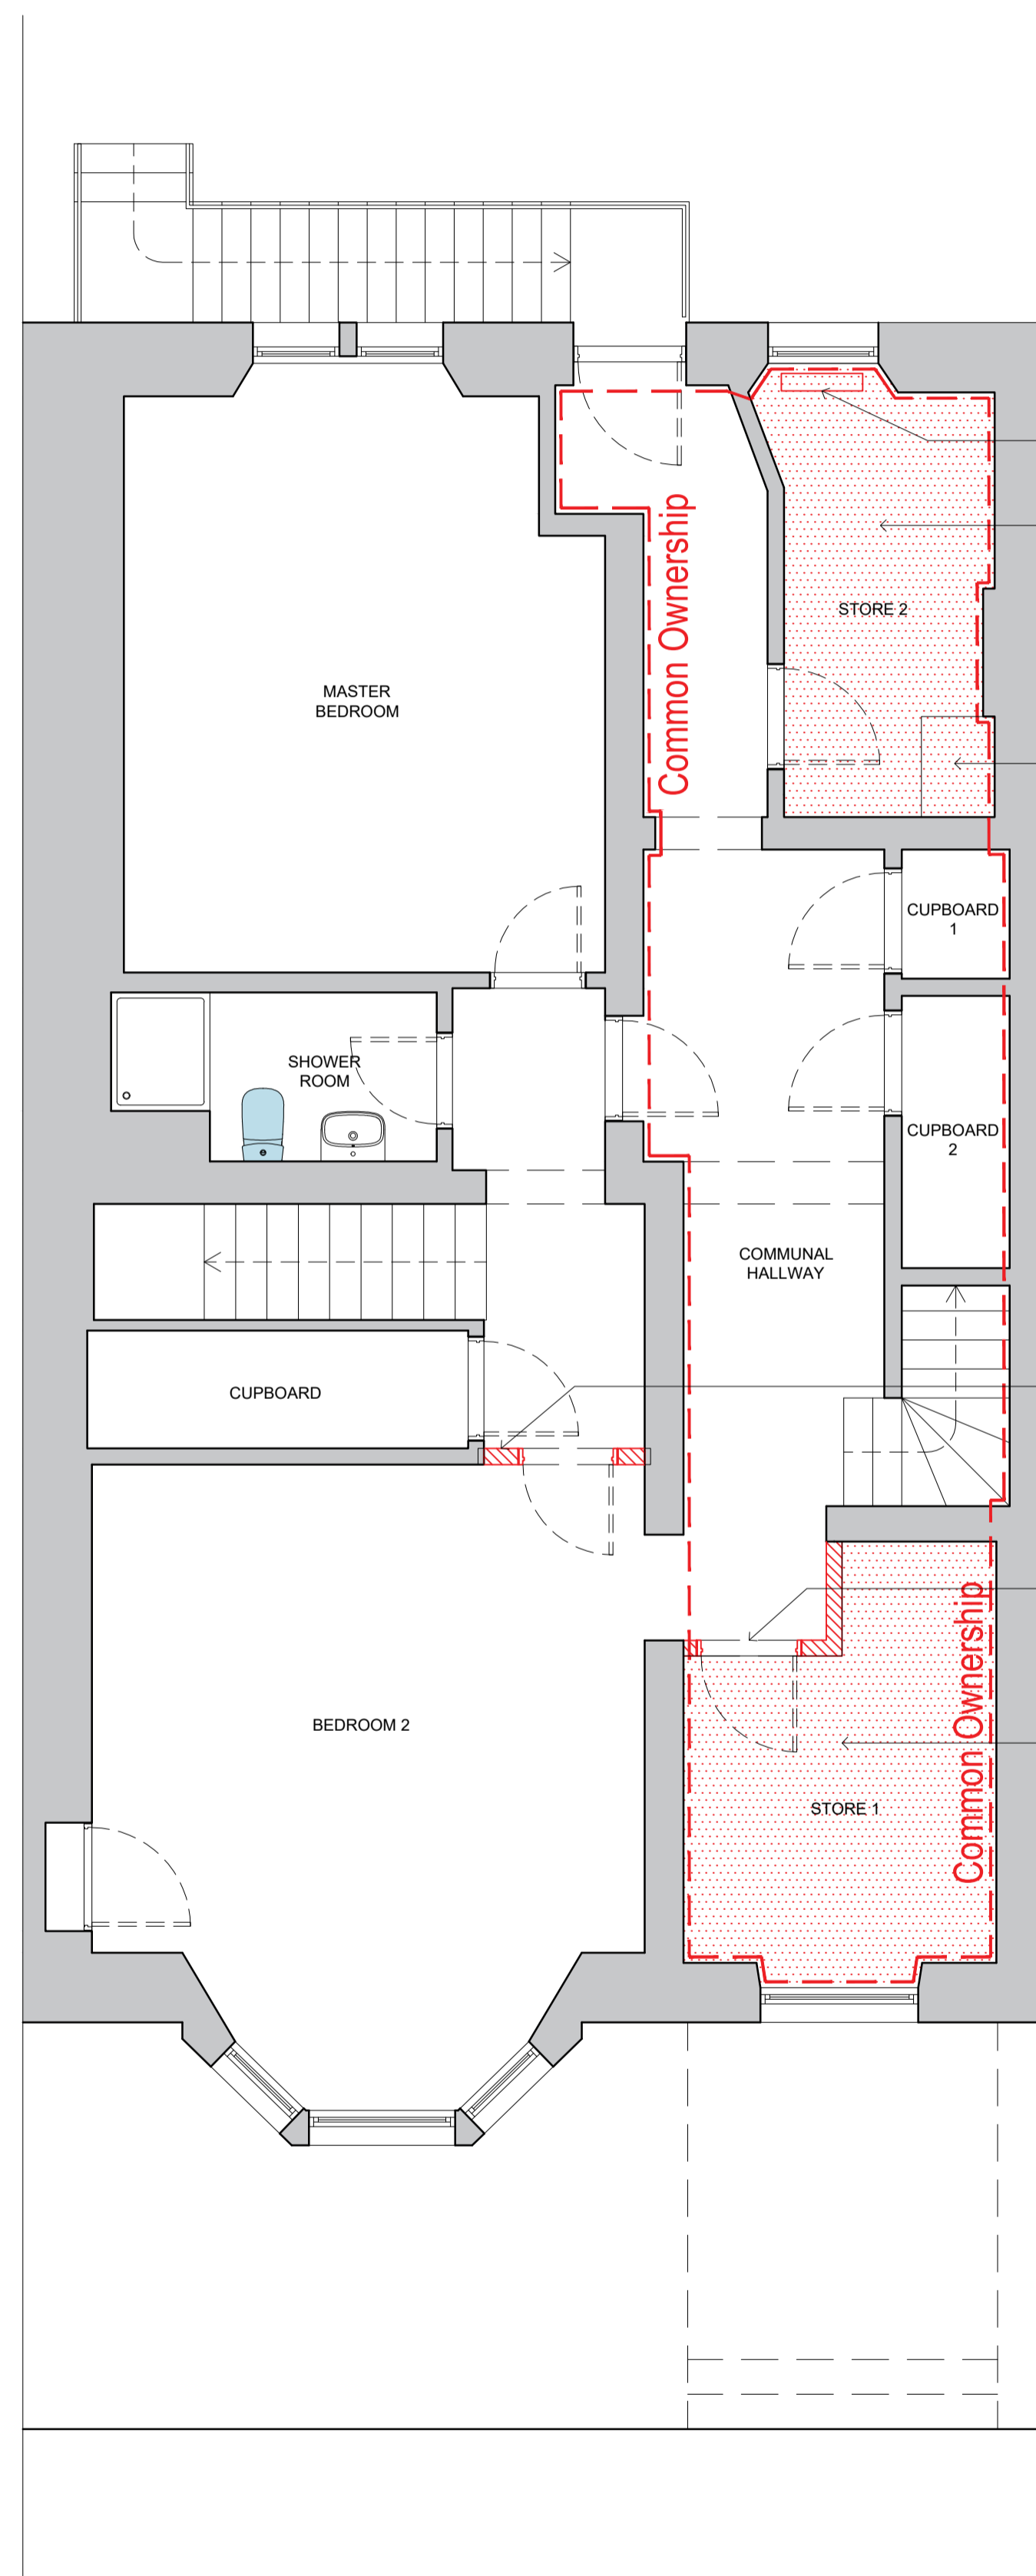 Common Ownership
STORE 2
MASTER
BEDROOM
CUPBOARD
1
SHOWER
ROOM
CUPBOARD
2
COMMUNAL
HALLWAY
CUPBOARD
BEDROOM 2
Common Ownership
STORE 1